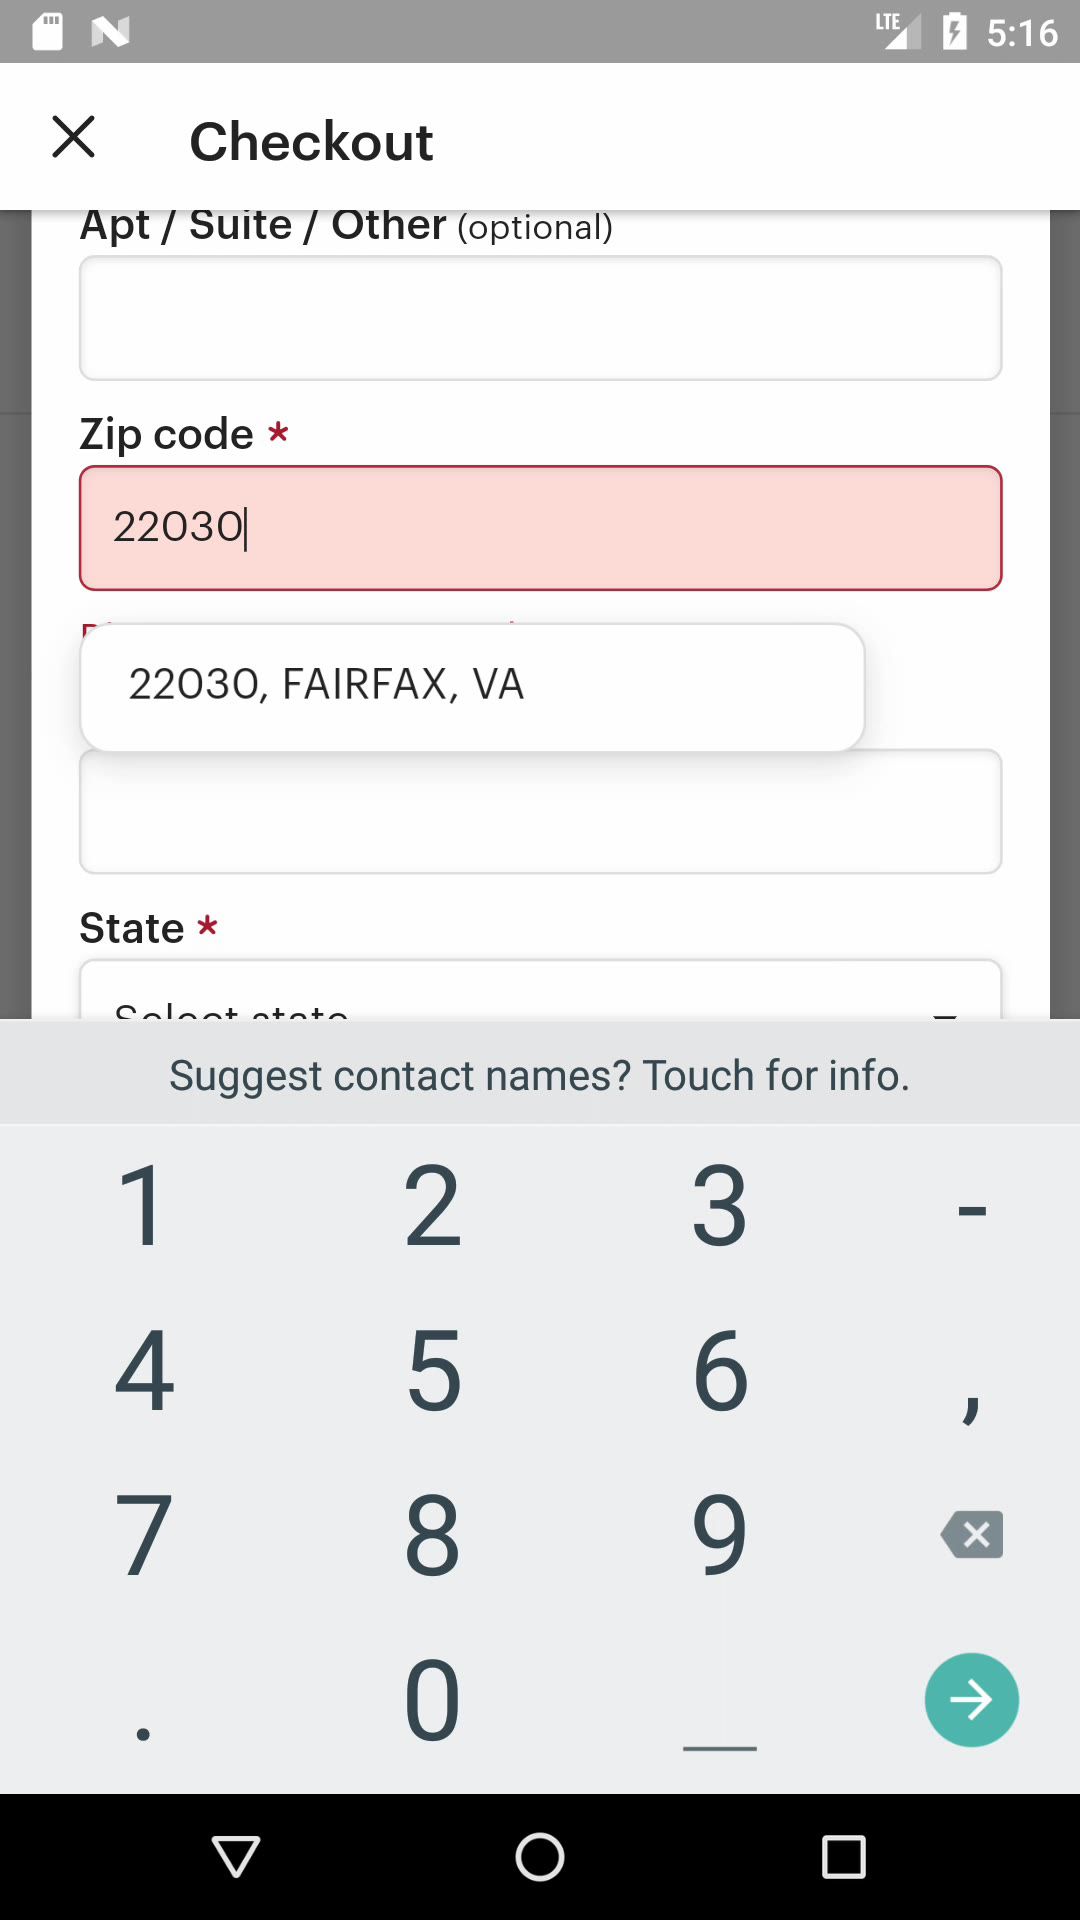 LTE 5:16
Checkout
Apt / Suite / Other (optional)
Zip code *
22030
22030, FAIRFAX, VA
State *
Select state
Suggest contact names? Touch for info.
1 2 3 -
4 5 6 ,
7 8 9
. 0